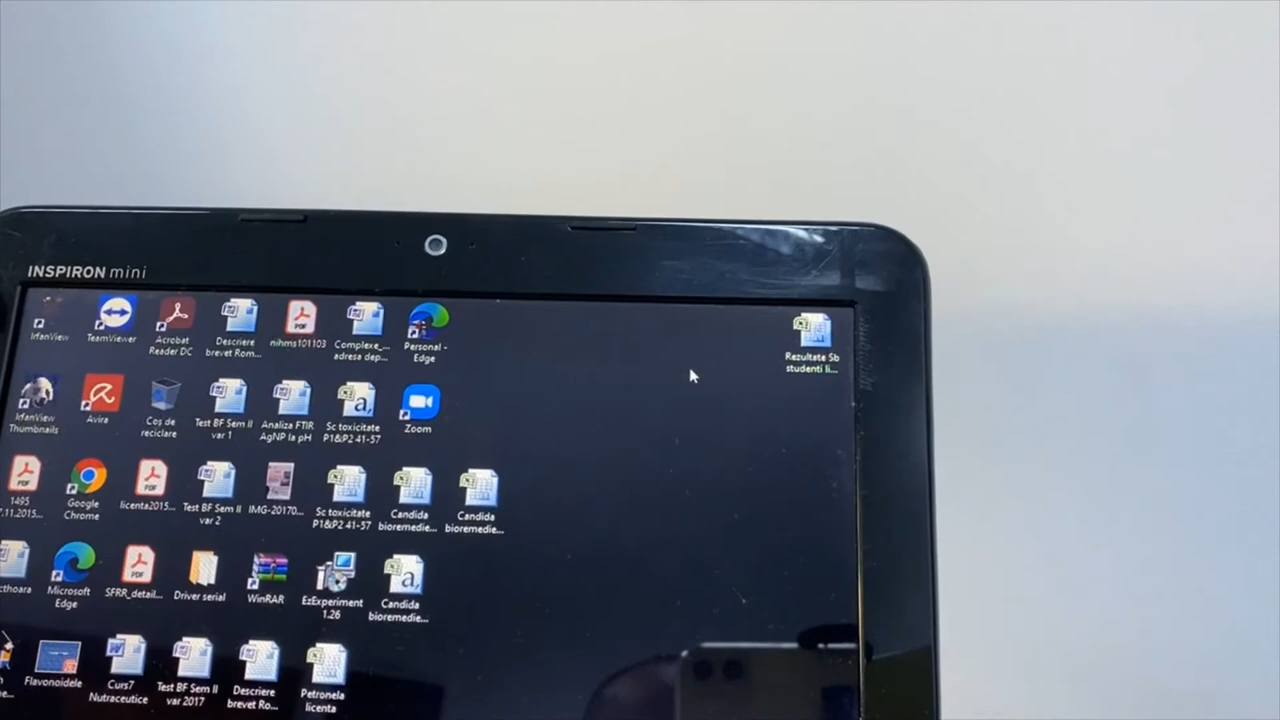 INSPIRON mini
IrfanView
TeamViewer
Acrobat
Reader DC
Descriere
brevet Rom...
nihms101103
Complexe_...
adresa dep...
Personal -
Edge
Rezultate Sb
studenti li...
IrfanView
Thumbnails
Avira
Coș de
reciclare
Test BF Sem II
var 1
Analiza FTIR
AgNP la pH
Sc toxicitate
P1&P2 41-57
Zoom
1495
7.11.2015...
Google
Chrome
licenta2015...
Test BF Sem II
var 2
IMG-20170...
Sc toxicitate
P1&P2 41-57
Candida
bioremedie...
Candida
bioremedie...
Microsoft
Edge
SFRR_detail...
Driver serial
WinRAR
EzExperiment
1.26
Candida
bioremedie...
Flavonoidele
Curs7
Nutraceutice
Test BF Sem II
var 2017
Descriere
brevet Ro...
Petronela
licenta